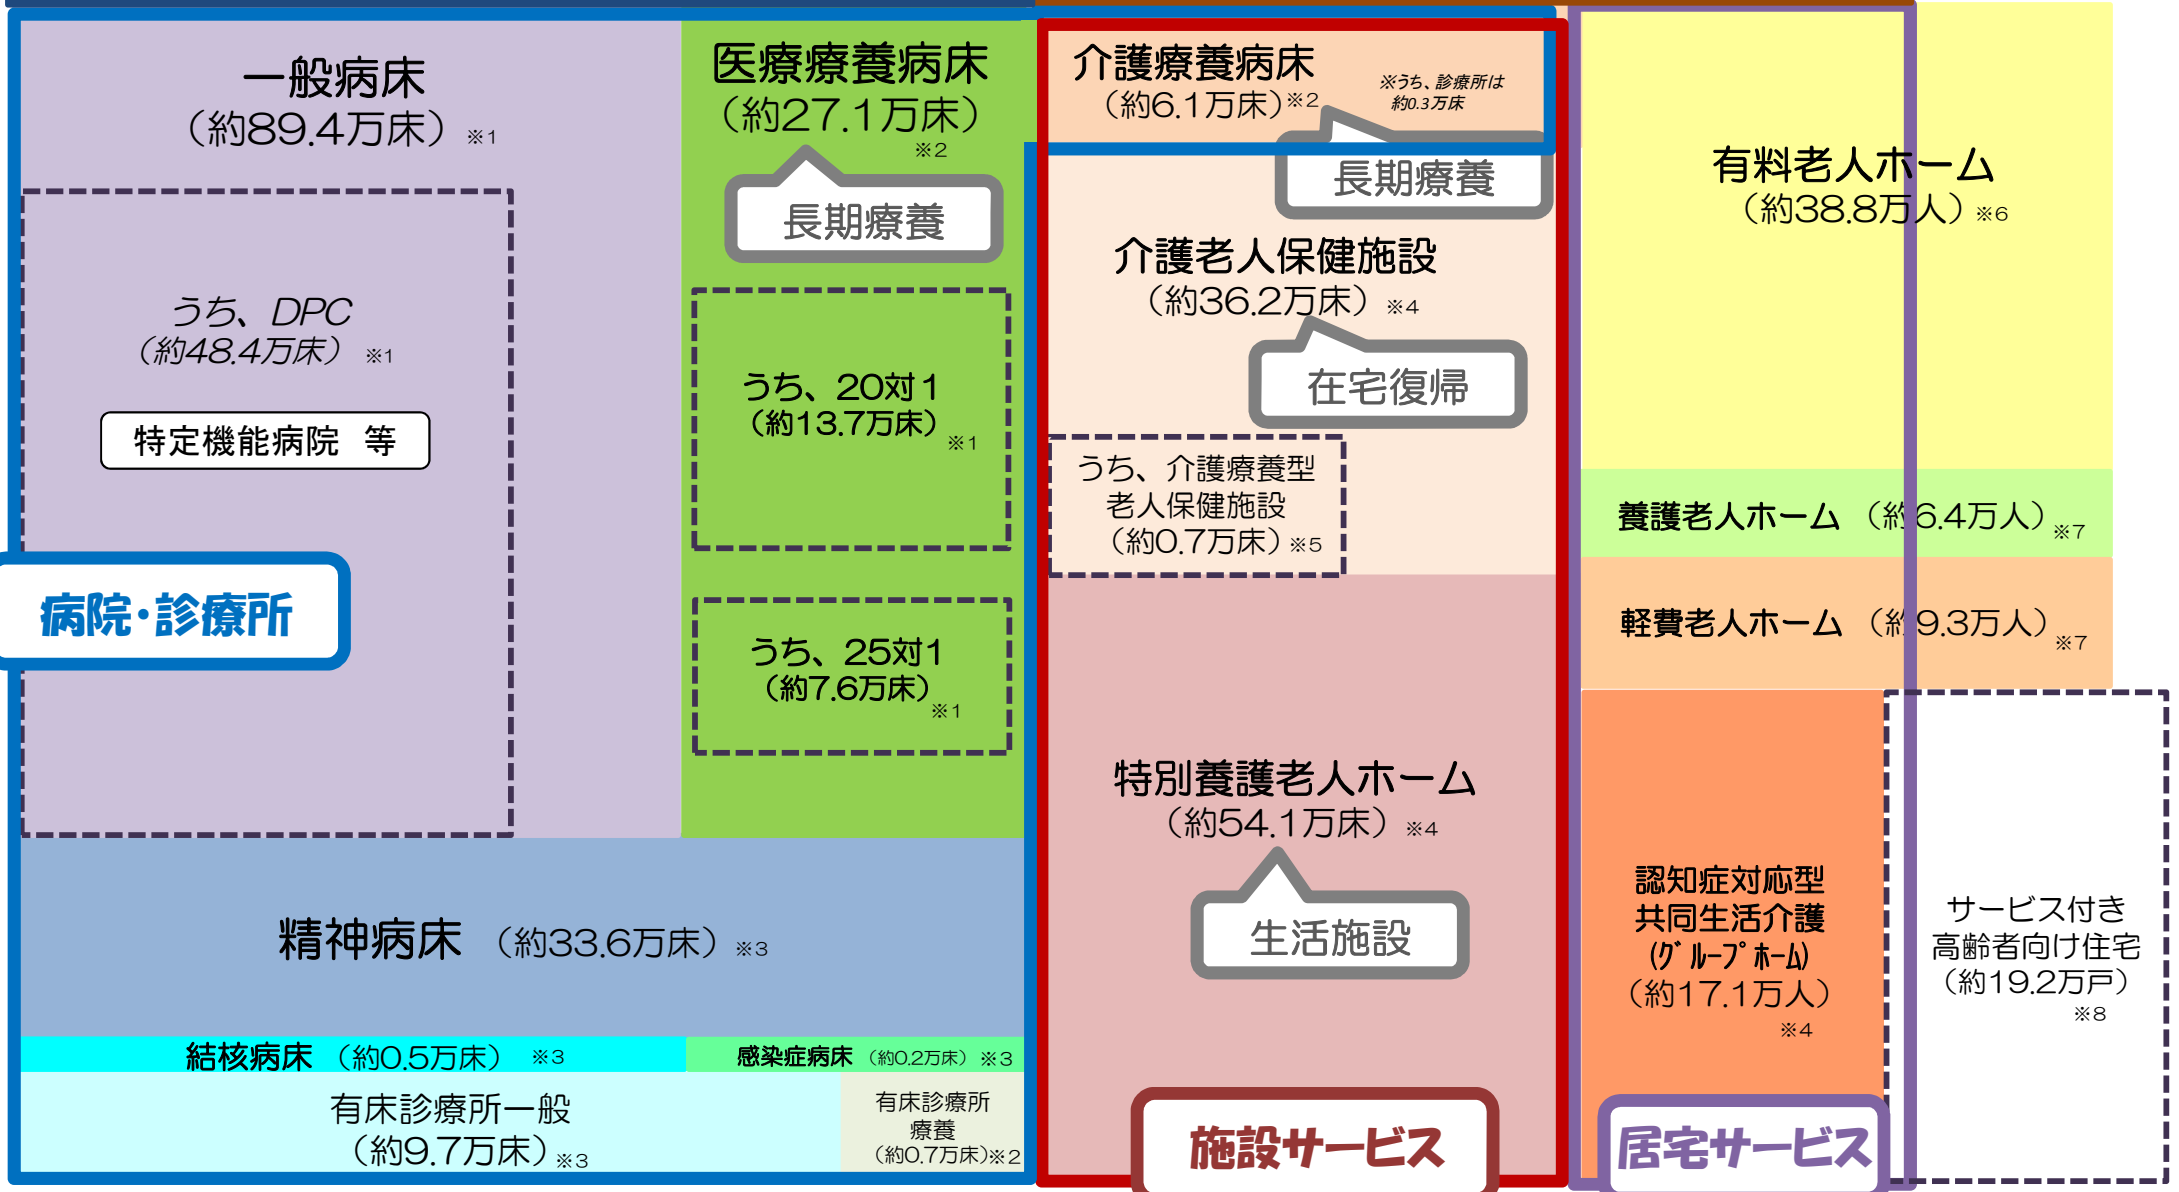 一般病床
（約89.4万床）※1
うち、DPC
（約48.4万床）※1
特定機能病院　等
病院・診療所
医療療養病床
（約27.1万床）
※2
長期療養
うち、20対1
（約13.7万床）※1
うち、25対1
（約7.6万床）※1
精神病床（約33.6万床）※3
結核病床（約0.5万床）※3
感染症病床（約0.2万床）※3
有床診療所一般
（約9.7万床）※3
有床診療所
療養
（約0.7万床）※2
介護療養病床
（約6.1万床）※2
※うち、診療所は
約0.3万床
長期療養
介護老人保健施設
（約36.2万床）※4
在宅復帰
うち、介護療養型
老人保健施設
（約0.7万床）※5
特別養護老人ホーム
（約54.1万床）※4
生活施設
施設サービス
有料老人ホーム
（約38.8万人）※6
養護老人ホーム（約6.4万人）※7
軽費老人ホーム（約9.3万人）※7
認知症対応型
共同生活介護
(ｸﾞﾙｰﾌﾟﾎｰﾑ)
（約17.1万人）
※4
居宅サービス
サービス付き
高齢者向け住宅
（約19.2万戸）
※8